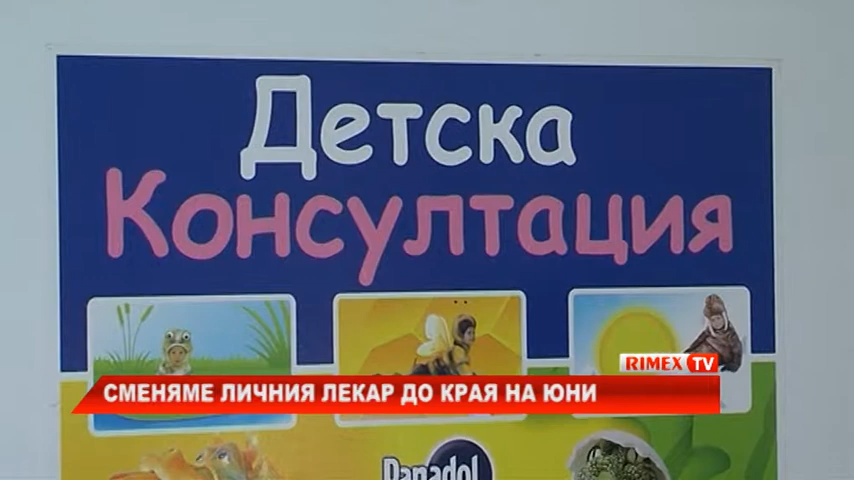 Детска
Консултация
RIMEX TV
СМЕНЯМЕ ЛИЧНИЯ ЛЕКАР ДО КРАЯ НА ЮНИ
Panadol